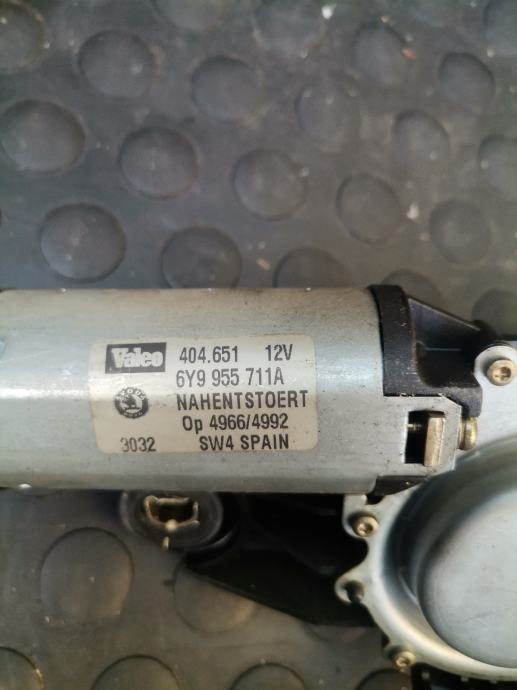 Valeo 404.651 12V
6Y9 955 711A
NAHENTSTOERT
Op 4966/4992
3032 SW4 SPAIN